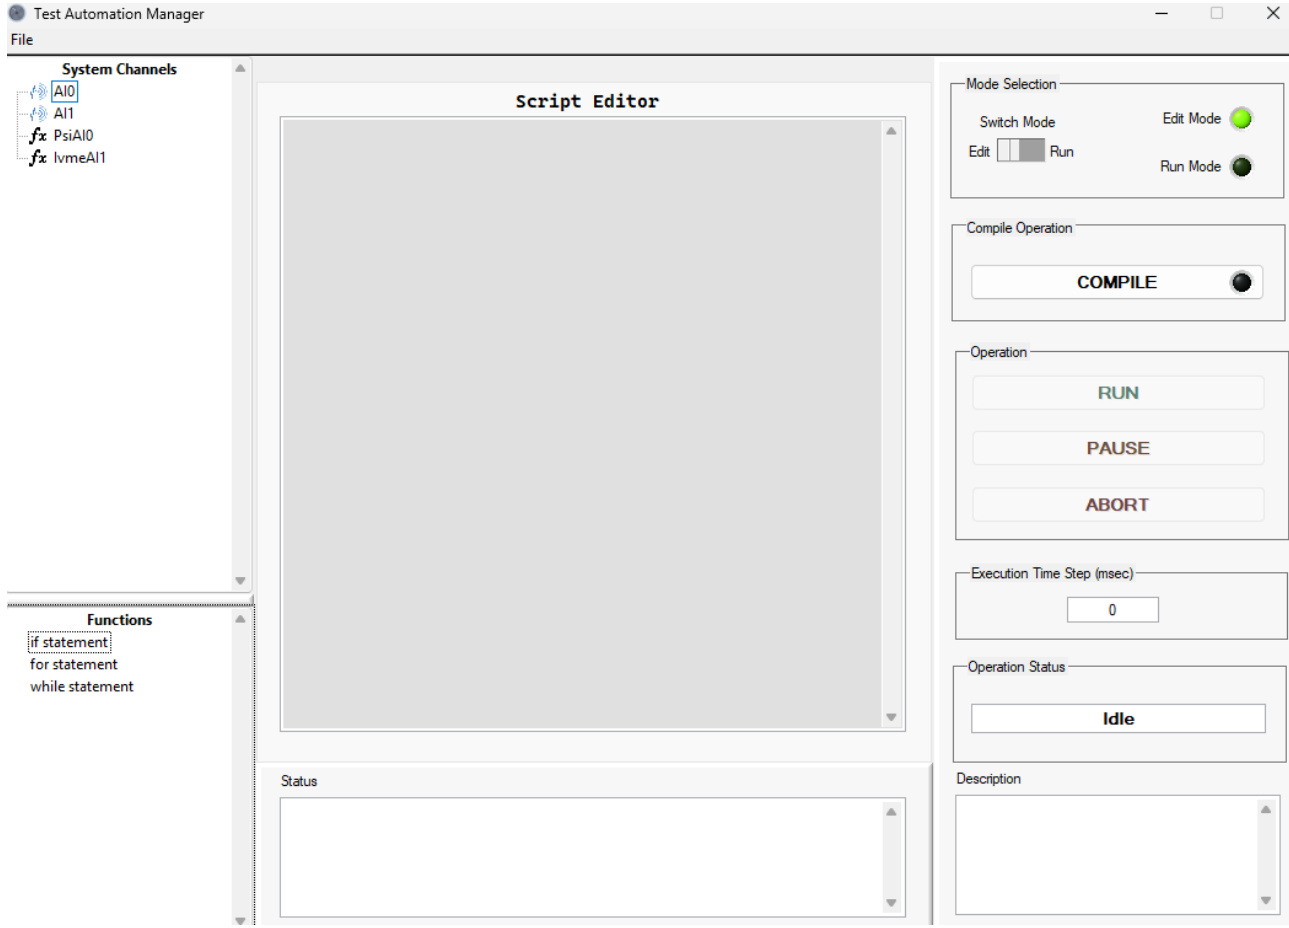 Test Automation Manager
File
System Channels
AI0
AI1
fx PsiAI0
fx IvmeAI1
Functions
if statement
for statement
while statement
Script Editor
Status
Mode Selection
Switch Mode
Edit Run
Edit Mode
Run Mode
Compile Operation
COMPILE
Operation
RUN
PAUSE
ABORT
Execution Time Step (msec)
0
Operation Status
Idle
Description